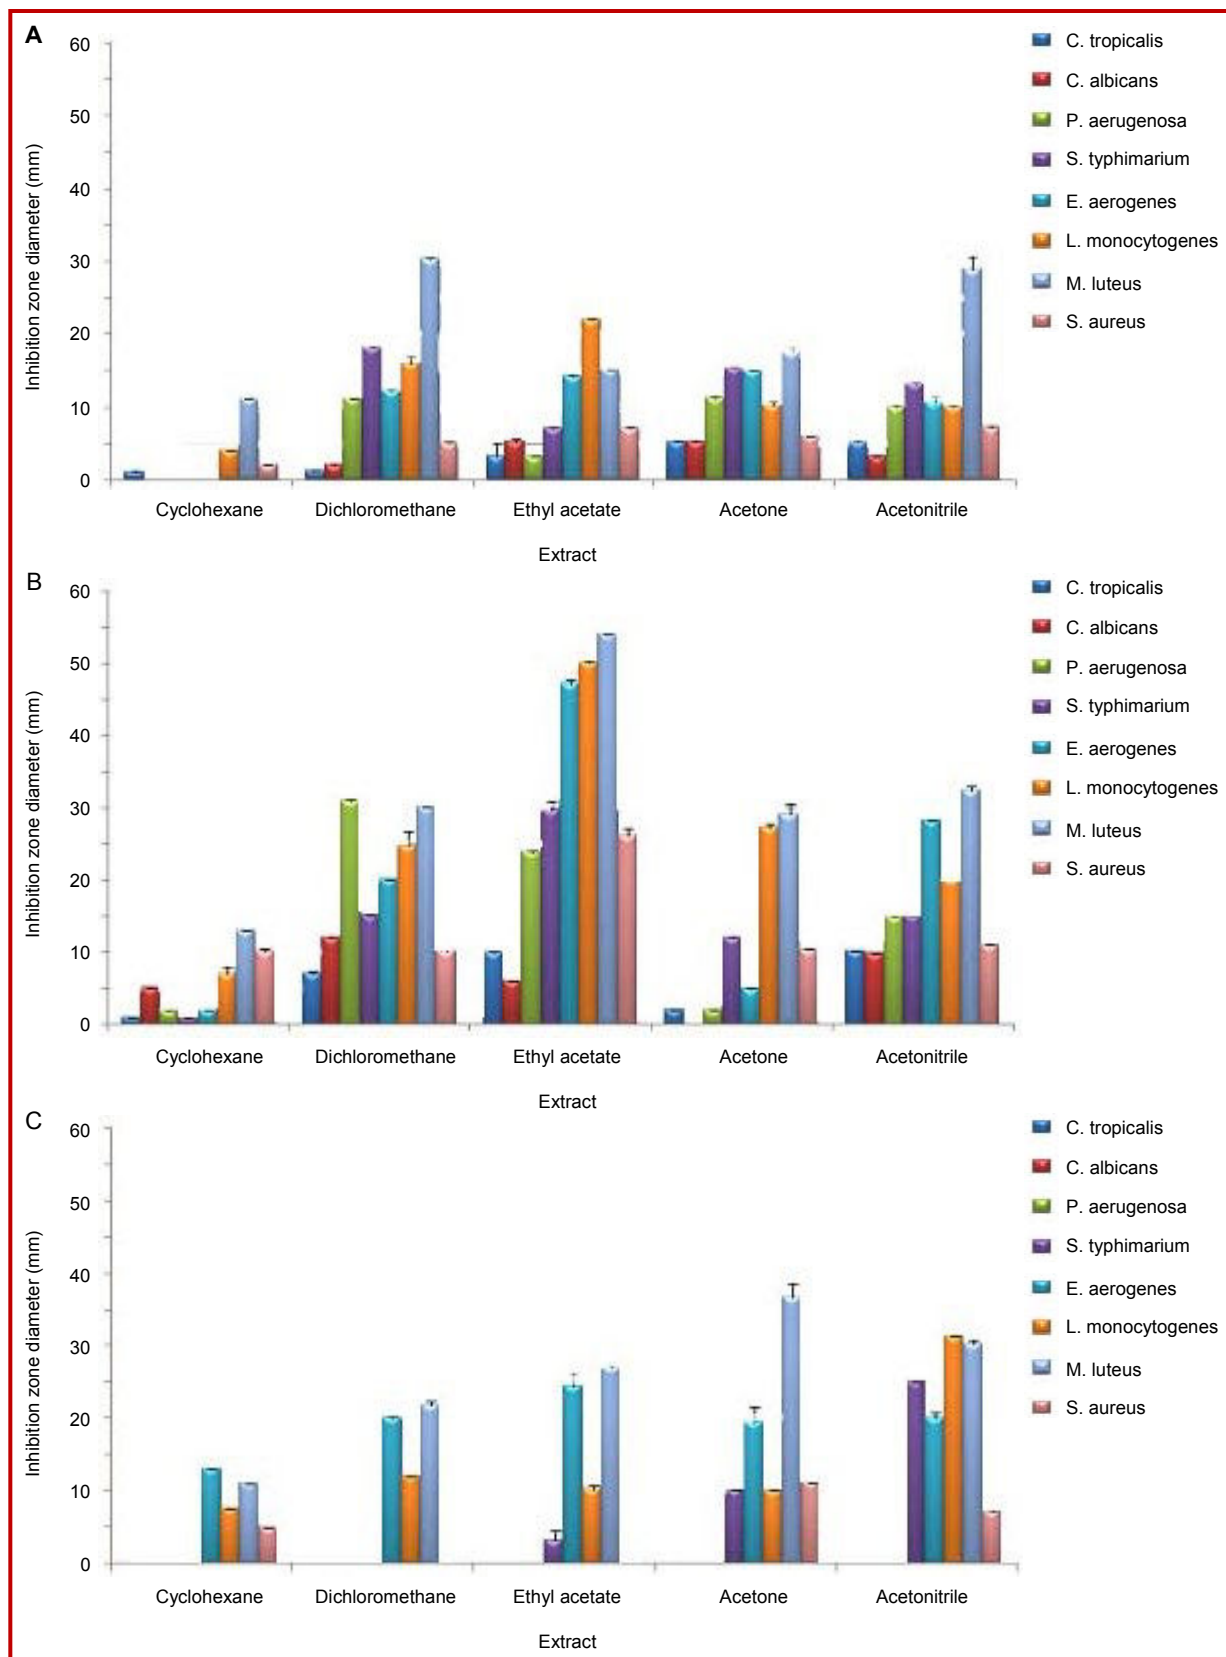 A
60
50
40
30
20
10
0
Inhibition zone diameter (mm)
Cyclohexane Dichloromethane Ethyl acetate Acetone Acetonitrile
Extract
C. tropicalis
C. albicans
P. aerugenosa
S. typhimarium
E. aerogenes
L. monocytogenes
M. luteus
S. aureus
B
60
50
40
30
20
10
0
Inhibition zone diameter (mm)
Cyclohexane Dichloromethane Ethyl acetate Acetone Acetonitrile
Extract
C. tropicalis
C. albicans
P. aerugenosa
S. typhimarium
E. aerogenes
L. monocytogenes
M. luteus
S. aureus
C
60
50
40
30
20
10
0
Inhibition zone diameter (mm)
Cyclohexane Dichloromethane Ethyl acetate Acetone Acetonitrile
Extract
C. tropicalis
C. albicans
P. aerugenosa
S. typhimarium
E. aerogenes
L. monocytogenes
M. luteus
S. aureus